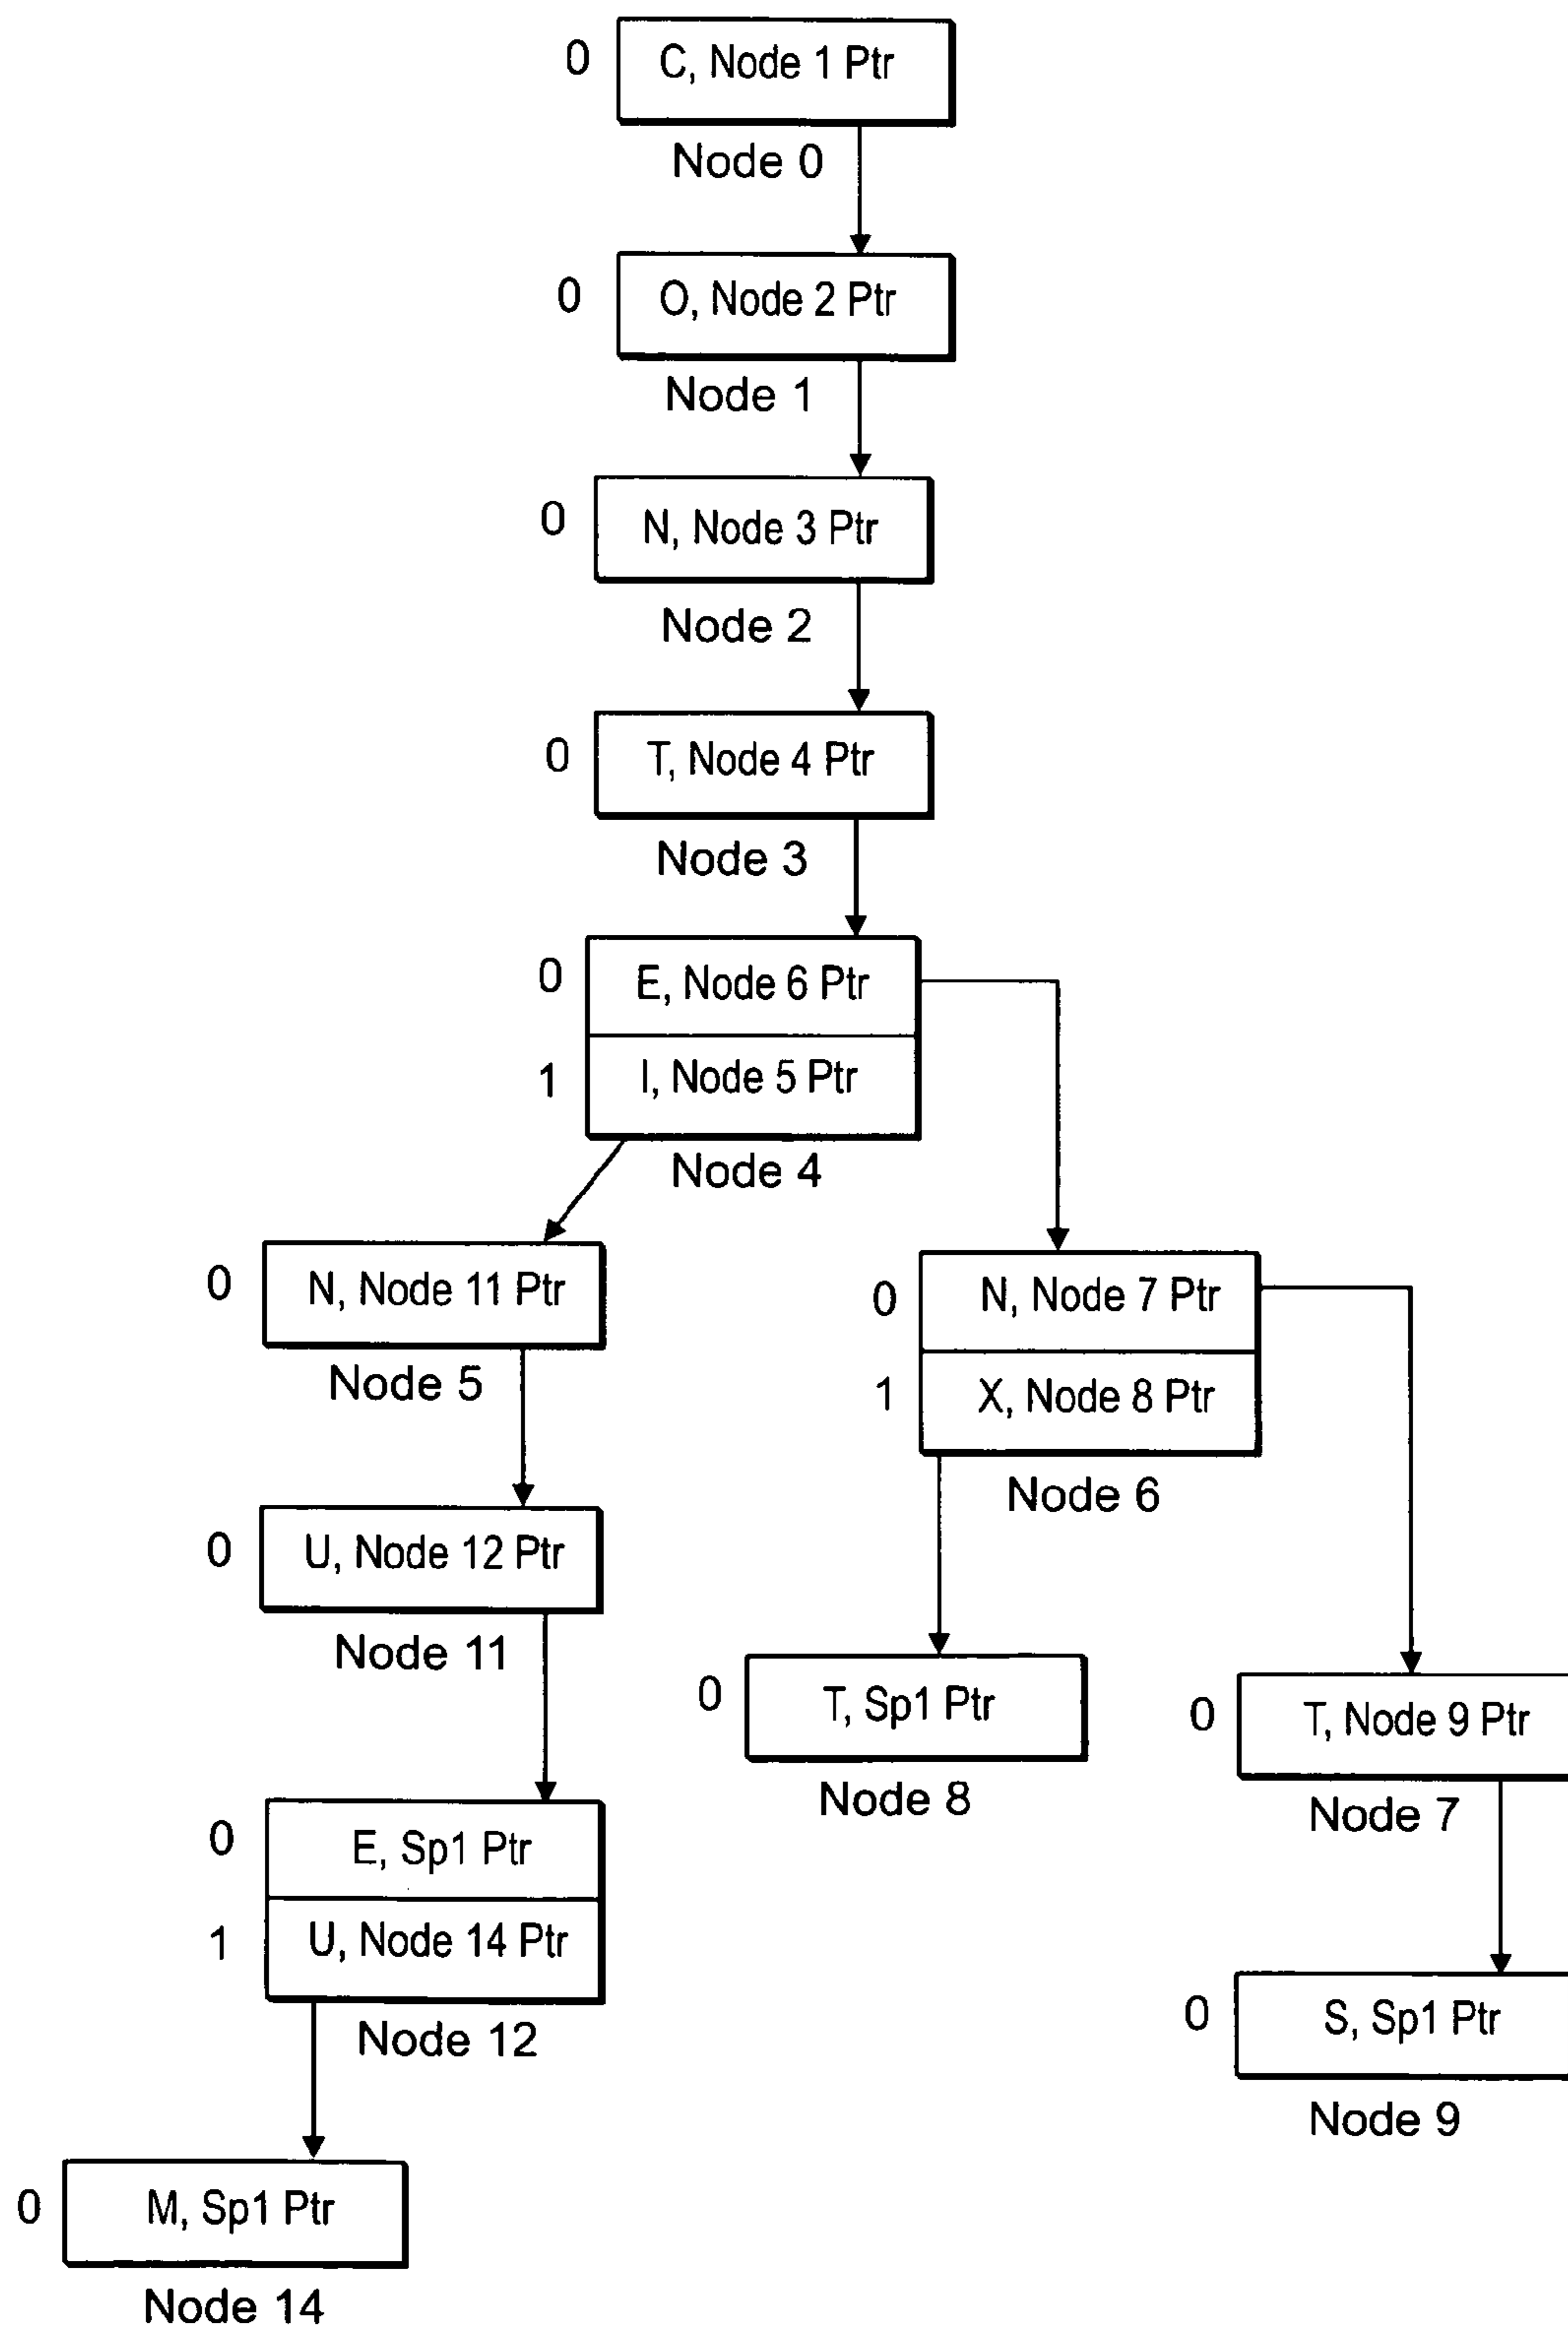 0 C, Node 1 Ptr
Node 0
0 O, Node 2 Ptr
Node 1
0 N, Node 3 Ptr
Node 2
0 T, Node 4 Ptr
Node 3
0 E, Node 6 Ptr
1 I, Node 5 Ptr
Node 4
0 N, Node 11 Ptr
Node 5
0 N, Node 7 Ptr
1 X, Node 8 Ptr
Node 6
0 U, Node 12 Ptr
Node 11
0 T, Sp1 Ptr
Node 8
0 T, Node 9 Ptr
Node 7
0 E, Sp1 Ptr
1 U, Node 14 Ptr
Node 12
0 S, Sp1 Ptr
Node 9
0 M, Sp1 Ptr
Node 14